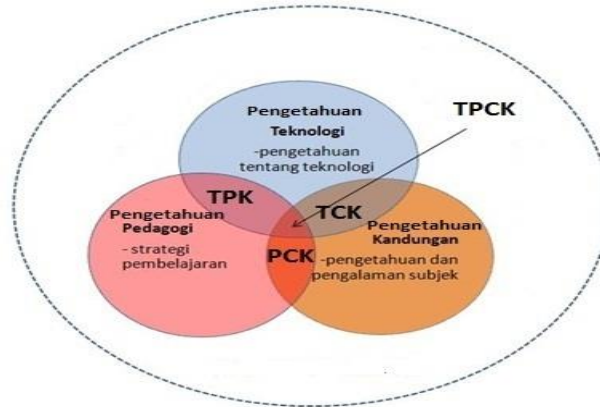 Pengetahuan
Teknologi
-pengetahuan
tentang teknologi
TPCK
TPK
TCK
Pengetahuan
Pedagogi
- strategi
pembelajaran
PCK
Pengetahuan
Kandungan
-pengetahuan dan
pengalaman subjek